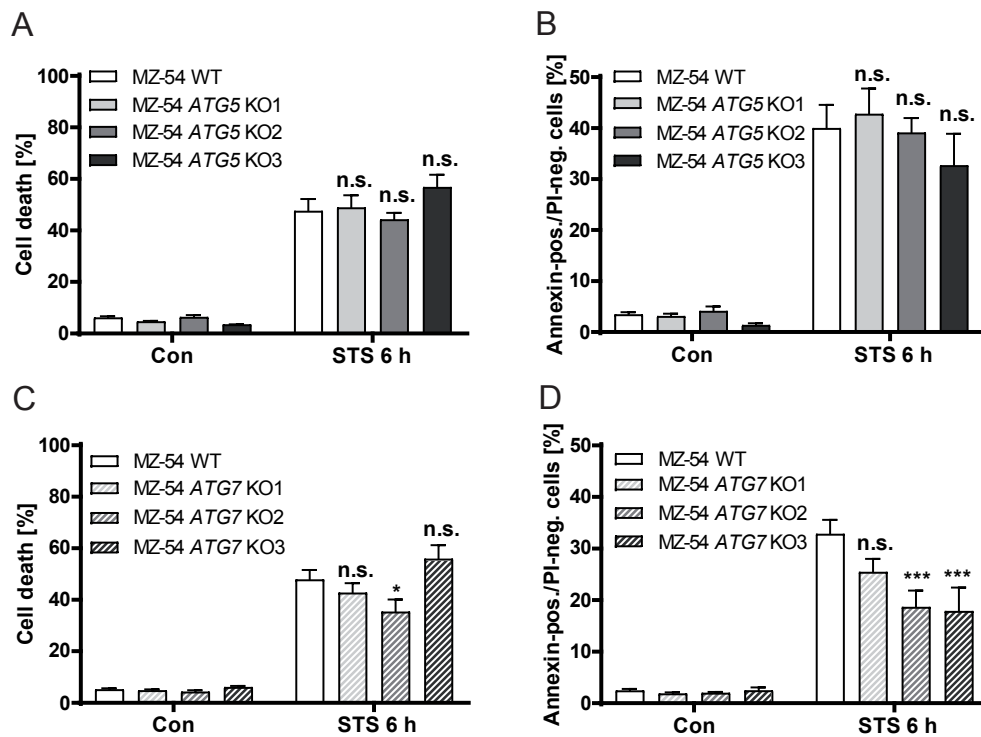 A
Cell death [%]
100
80
60
40
20
0
MZ-54 WT
MZ-54 ATG5 KO1
MZ-54 ATG5 KO2
MZ-54 ATG5 KO3
n.s.
n.s.
n.s.
Con
STS 6 h
B
Annexin-pos./PI-neg. cells [%]
50
40
30
20
10
0
MZ-54 WT
MZ-54 ATG5 KO1
MZ-54 ATG5 KO2
MZ-54 ATG5 KO3
n.s.
n.s.
n.s.
Con
STS 6 h
C
Cell death [%]
100
80
60
40
20
0
MZ-54 WT
MZ-54 ATG7 KO1
MZ-54 ATG7 KO2
MZ-54 ATG7 KO3
n.s.
*
n.s.
Con
STS 6 h
D
Annexin-pos./PI-neg. cells [%]
50
40
30
20
10
0
MZ-54 WT
MZ-54 ATG7 KO1
MZ-54 ATG7 KO2
MZ-54 ATG7 KO3
n.s.
***
***
Con
STS 6 h